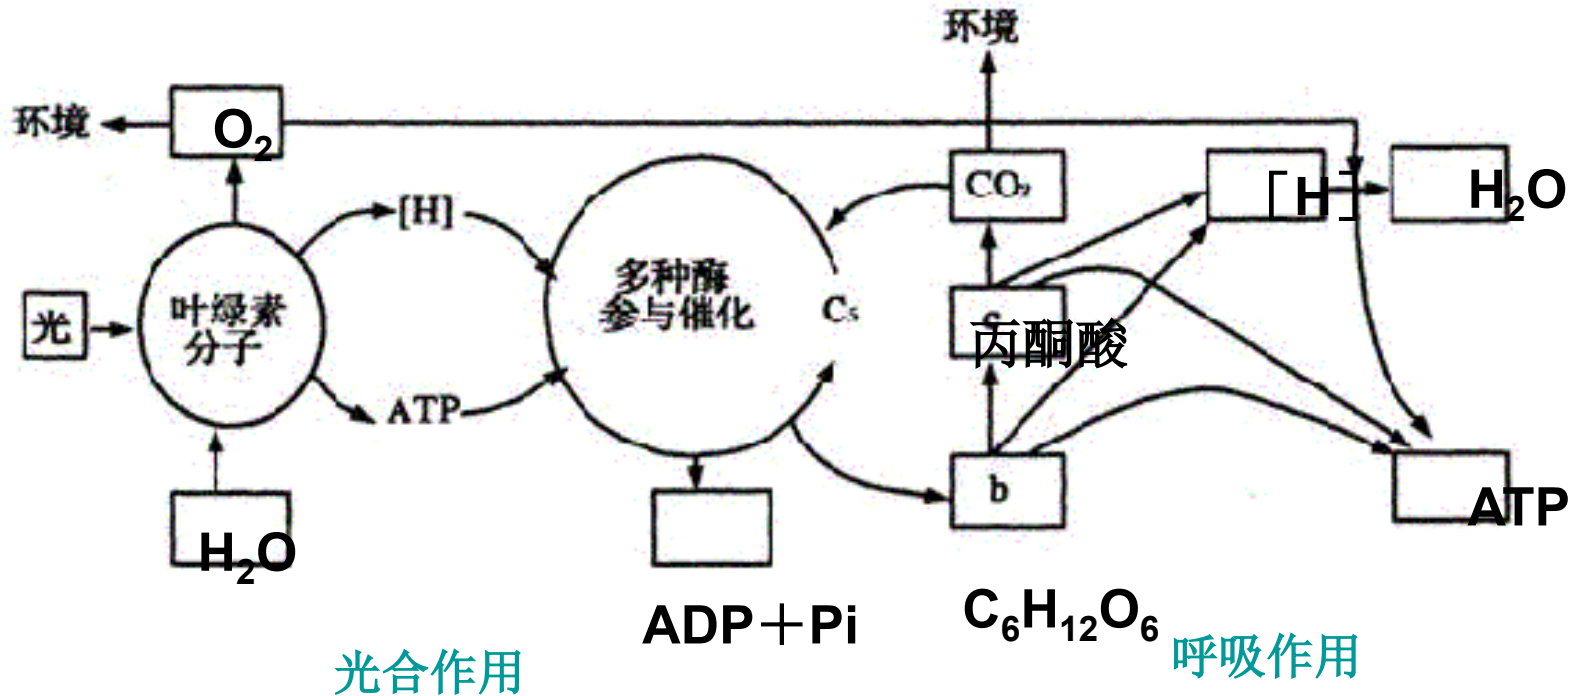 环境
环境
O₂
CO₂
[H]
H₂O
[H]
多种酶
参与催化
C₅
光
叶绿素
分子
丙酮酸
ATP
b
ATP
H₂O
ADP＋Pi
C₆H₁₂O₆
光合作用
呼吸作用